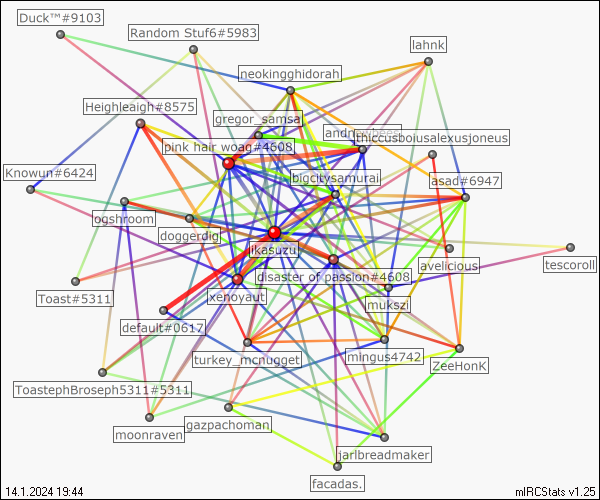 Duck™#9103
Random Stuf6#5983
lahnk
neokingghidorah
Heighleaigh#8575
gregor_samsa
thiccusboiusalexusjoneus
pink hair woag#4608
Knowun#6424
bigcitysamurai
asad#6947
ogshroom
doggerdig
ikasuzu
avelicious
tescoroll
disaster of passion#4608
Toast#5311
xenoyaut
mukszi
default#0617
turkey_mcnugget
mingus4742
ZeeHonK
ToastephBroseph5311#5311
moonraven
gazpachoman
jarlbreadmaker
facadas.
14.1.2024 19:44
mIRCStats v1.25